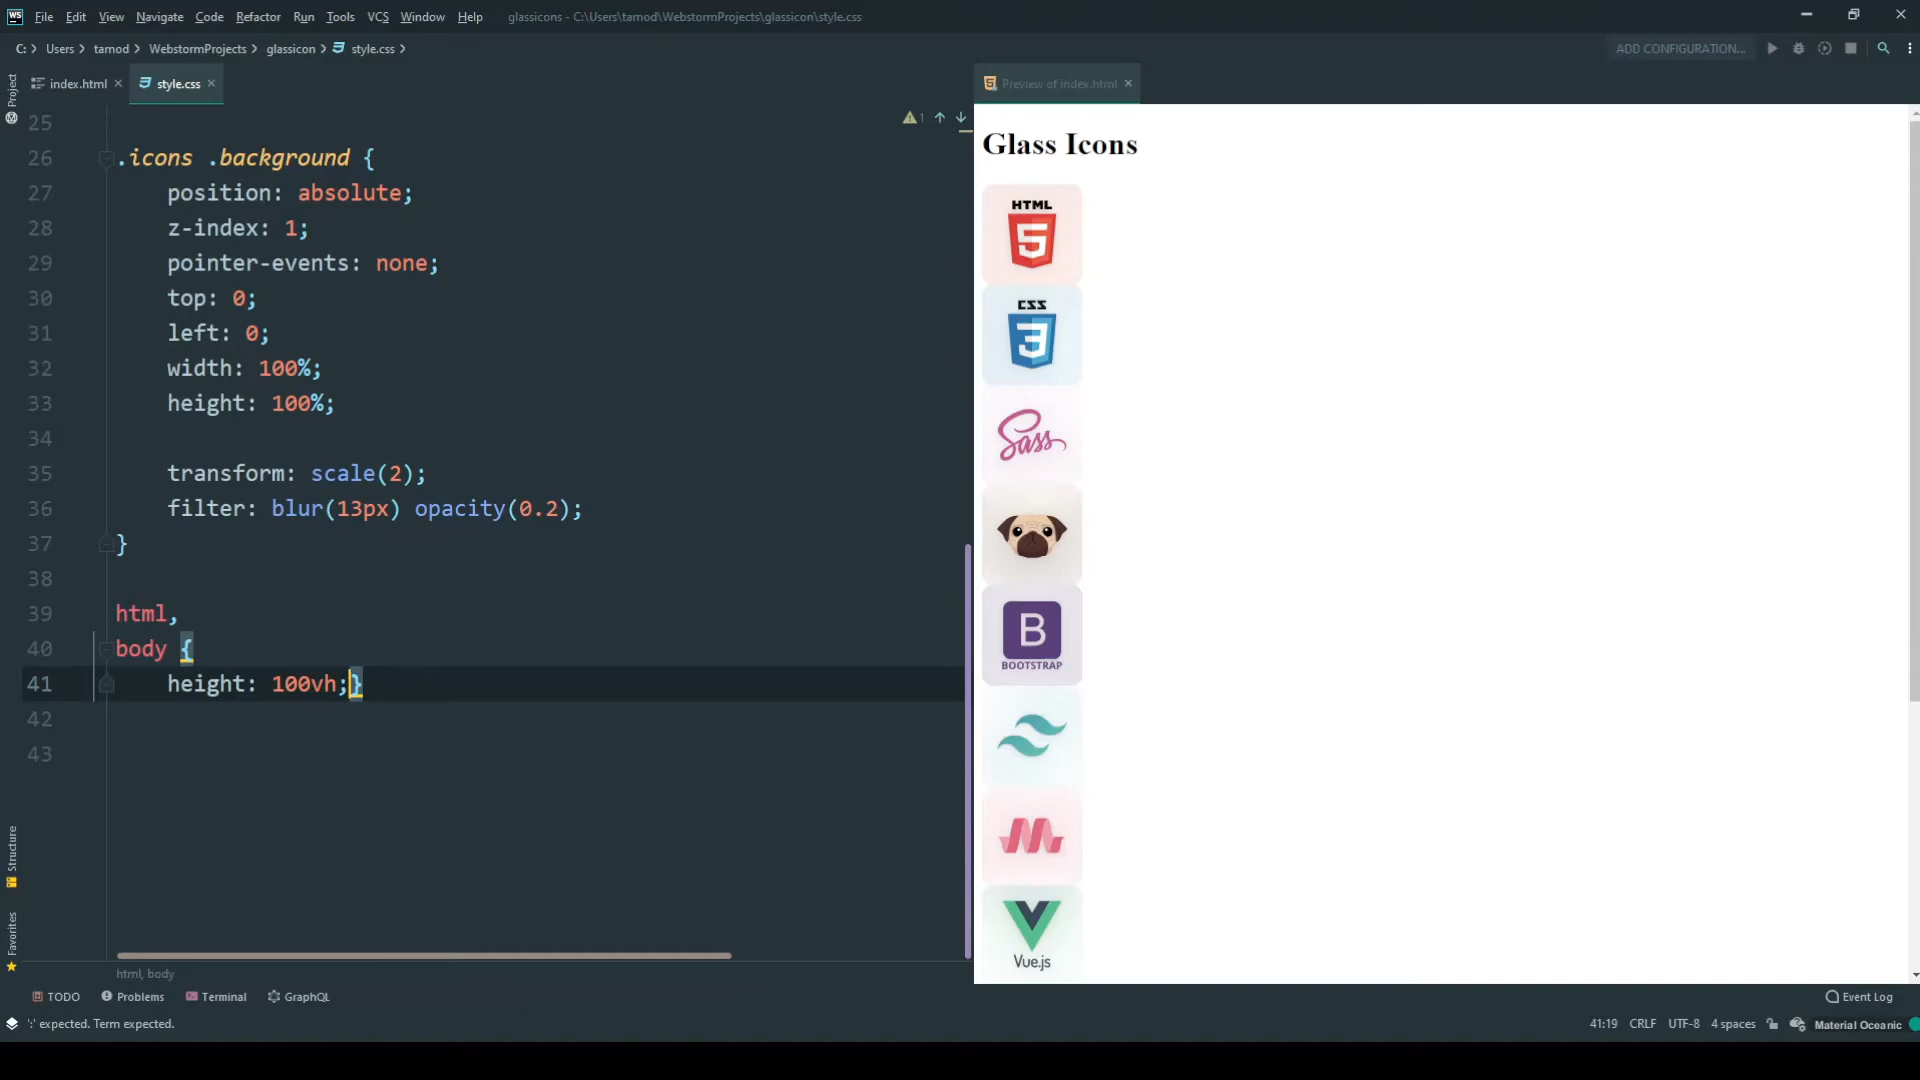 WS File Edit View Navigate Code Refactor Run Tools VCS Window Help glassicons - C:\Users\tamod\WebstormProjects\glassicon\style.css
C: Users tamod WebstormProjects glassicon style.css
ADD CONFIGURATION...
Project
index.html
style.css
Preview of index.html
1
25
26 .icons .background {
27 position: absolute;
28 z-index: 1;
29 pointer-events: none;
30 top: 0;
31 left: 0;
32 width: 100%;
33 height: 100%;
34
35 transform: scale(2);
36 filter: blur(13px) opacity(0.2);
37 }
38
39 html,
40 body {
41 height: 100vh;}
42
43
Glass Icons
HTML
5
CSS
3
Sass
B
BOOTSTRAP
Vue.js
Structure
Favorites
html, body
TODO Problems Terminal GraphQL
Event Log
':' expected. Term expected.
41:19 CRLF UTF-8 4 spaces Material Oceanic